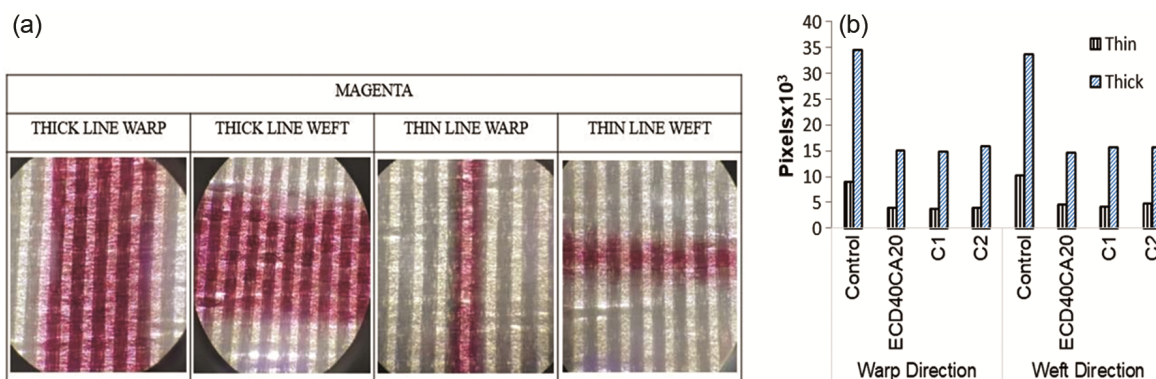 (a)
MAGENTA
THICK LINE WARP THICK LINE WEFT THIN LINE WARP THIN LINE WEFT
(b)
Pixelsx10³
40
35
30
25
20
15
10
5
0
Thin
Thick
Control ECD40CA20 C1 C2 Control ECD40CA20 C1 C2
Warp Direction Weft Direction